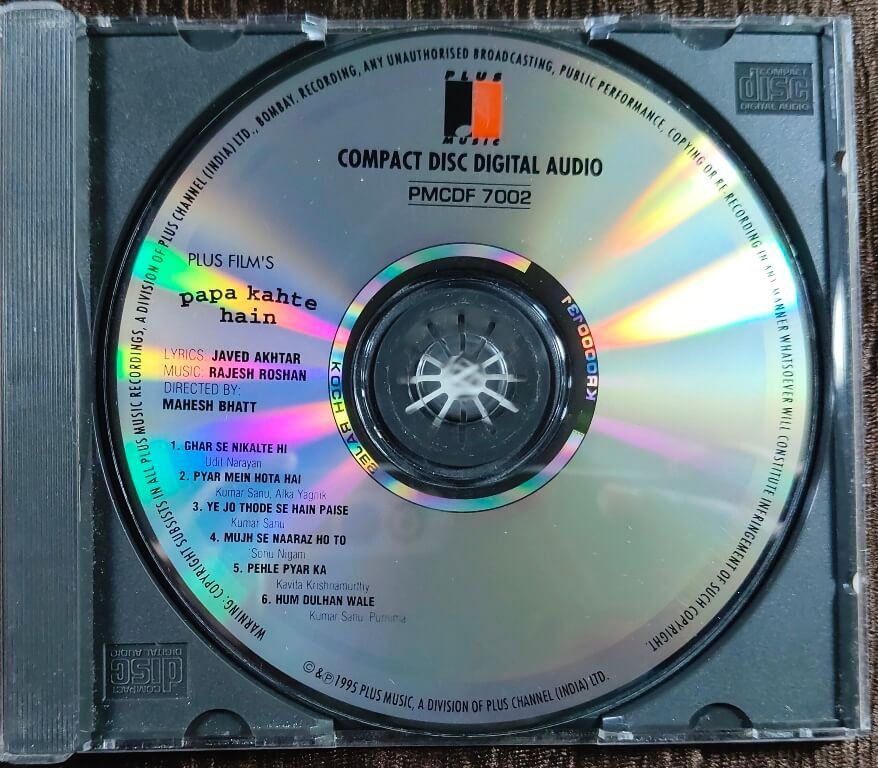 PLUS
MUSIC
COMPACT DISC DIGITAL AUDIO
PMCDF 7002
PLUS FILM'S
papa kahte
hain
LYRICS: JAVED AKHTAR
MUSIC: RAJESH ROSHAN
DIRECTED BY:
MAHESH BHATT
1. GHAR SE NIKALTE HI
Udit Narayan
2. PYAR MEIN HOTA HAI
Kumar Sanu, Alka Yagnik
3. YE JO THODE SE HAIN PAISE
Kumar Sanu
4. MUJH SE NAARAZ HO TO
Sonu Nigam
5. PEHLE PYAR KA
Kavita Krishnamurthy
6. HUM DULHAN WALE
Kumar Sanu, Purnima
WARNING: COPYRIGHT SUBSISTS IN ALL PLUS MUSIC RECORDINGS, A DIVISION OF PLUS CHANNEL (INDIA) LTD., BOMBAY. RECORDING, ANY UNAUTHORISED BROADCASTING, PUBLIC PERFORMANCE, COPYING OR RE-RECORDING IN ANY MANNER WHATSOEVER WILL CONSTITUTE INFRINGEMENT OF SUCH COPYRIGHT.
© & ℗ 1995 PLUS MUSIC, A DIVISION OF PLUS CHANNEL (INDIA) LTD.
COMPACT
disc
DIGITAL AUDIO
COMPACT
disc
DIGITAL AUDIO